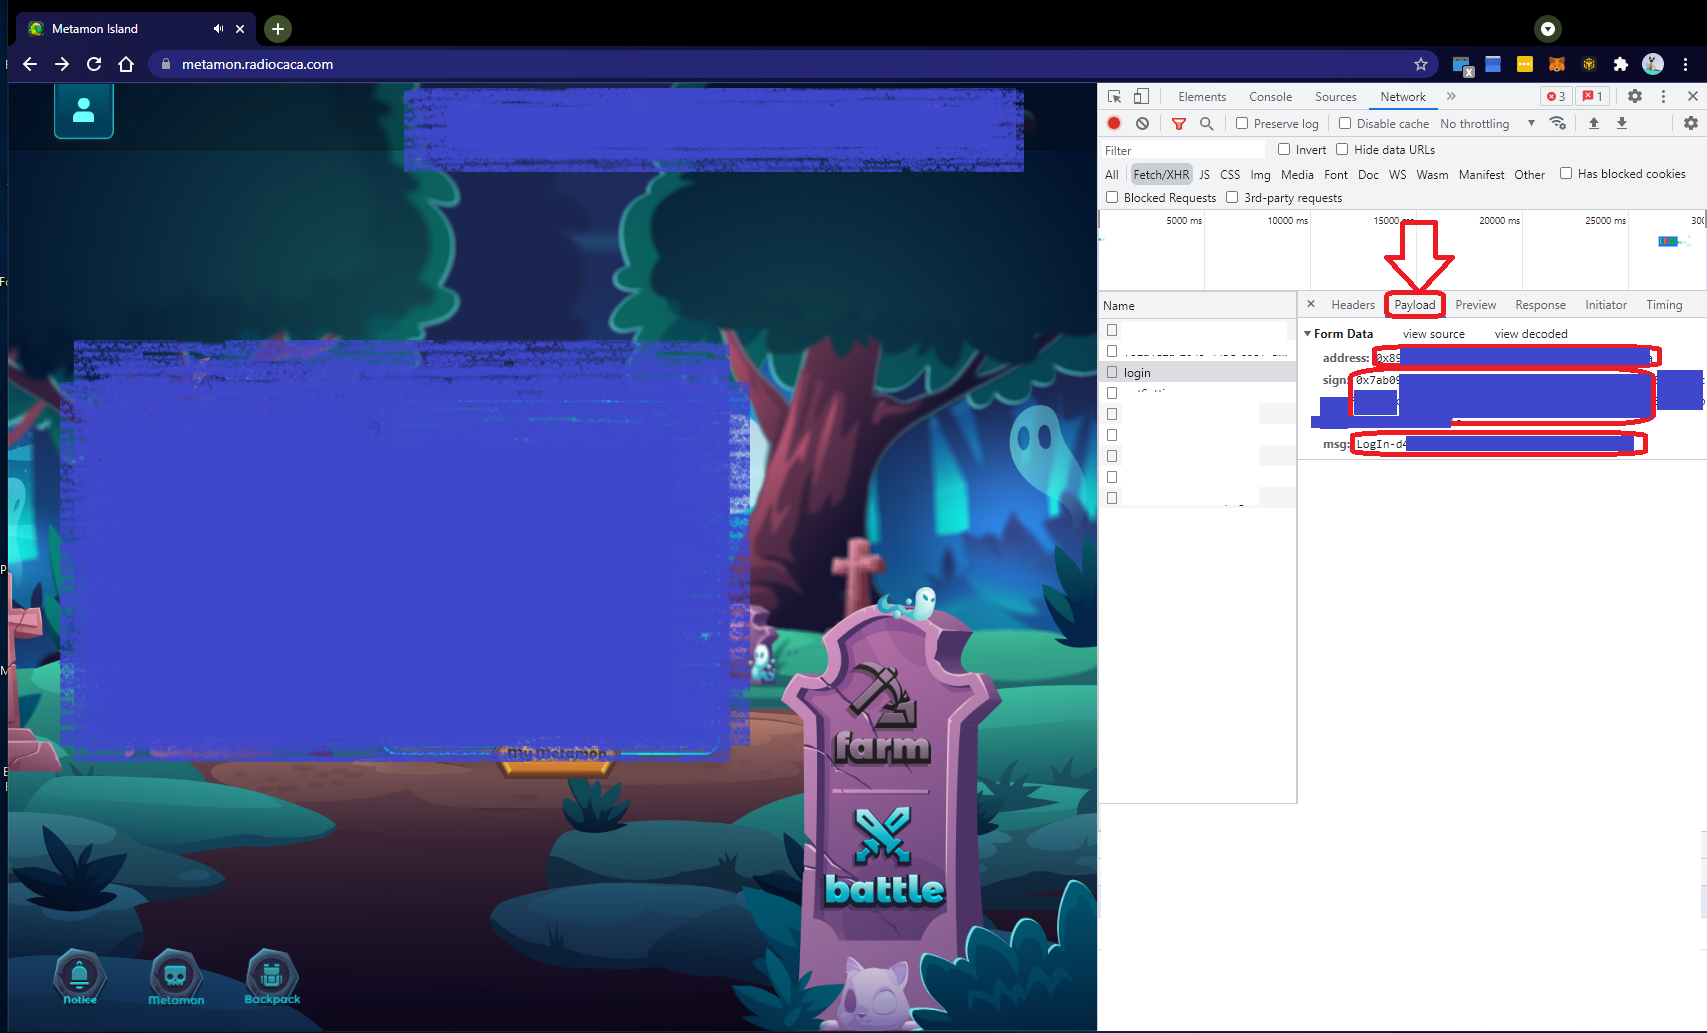 Metamon Island
metamon.radiocaca.com
Elements Console Sources Network 3 1
Preserve log Disable cache No throttling
Filter Invert Hide data URLs
All Fetch/XHR JS CSS Img Media Font Doc WS Wasm Manifest Other Has blocked cookies
Blocked Requests 3rd-party requests
5000 ms 10000 ms 15000 ms 20000 ms 25000 ms
Name Headers Payload Preview Response Initiator Timing
Form Data view source view decoded
address: 0x89
login
sign: 0x7ab09
msg: LogIn-d4
my Metamon
farm
battle
Notice Metamon Backpack